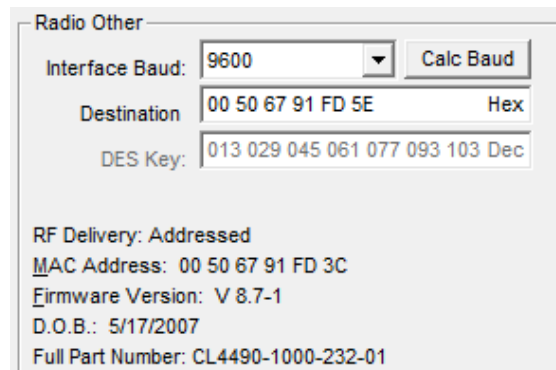 Radio Other
Interface Baud: 9600 Calc Baud
Destination 00 50 67 91 FD 5E Hex
DES Key: 013 029 045 061 077 093 103 Dec
RF Delivery: Addressed
MAC Address: 00 50 67 91 FD 3C
Firmware Version: V 8.7-1
D.O.B.: 5/17/2007
Full Part Number: CL4490-1000-232-01